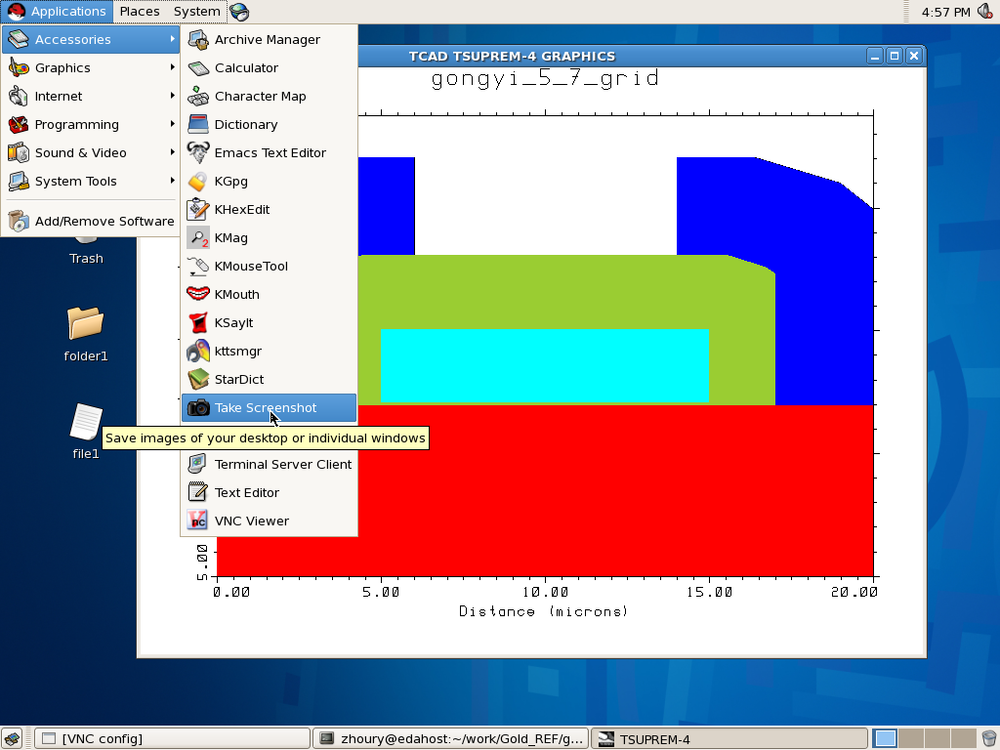 Applications Places System 4:57 PM
Accessories
Graphics
Internet
Programming
Sound & Video
System Tools
Add/Remove Software
Archive Manager
Calculator
Character Map
Dictionary
Emacs Text Editor
KGpg
KHexEdit
KMag
KMouseTool
KMouth
KSayIt
kttsmgr
StarDict
Take Screenshot
Save images of your desktop or individual windows
Terminal Server Client
Text Editor
VNC Viewer
Trash
folder1
file1
TCAD TSUPREM-4 GRAPHICS
gongyi_5_7_grid
5.00
0.00 5.00 10.00 15.00 20.00
Distance (microns)
[VNC config] zhoury@edahost:~/work/Gold_REF/g... TSUPREM-4